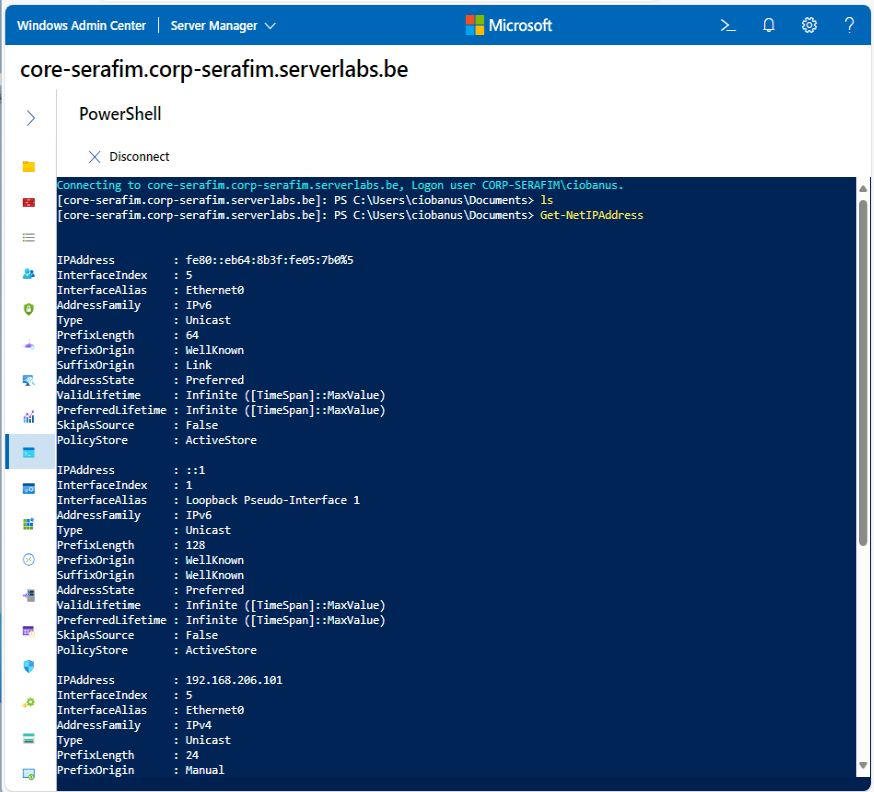 Windows Admin Center | Server Manager
Microsoft
core-serafim.corp-serafim.serverlabs.be
PowerShell
Disconnect
Connecting to core-serafim.corp-serafim.serverlabs.be, Logon user CORP-SERAFIM\ciobanus.
[core-serafim.corp-serafim.serverlabs.be]: PS C:\Users\ciobanus\Documents> ls
[core-serafim.corp-serafim.serverlabs.be]: PS C:\Users\ciobanus\Documents> Get-NetIPAddress
IPAddress : fe80::eb64:8b3f:fe05:7b0%5
InterfaceIndex : 5
InterfaceAlias : Ethernet0
AddressFamily : IPv6
Type : Unicast
PrefixLength : 64
PrefixOrigin : WellKnown
SuffixOrigin : Link
AddressState : Preferred
ValidLifetime : Infinite ([TimeSpan]::MaxValue)
PreferredLifetime : Infinite ([TimeSpan]::MaxValue)
SkipAsSource : False
PolicyStore : ActiveStore
IPAddress : ::1
InterfaceIndex : 1
InterfaceAlias : Loopback Pseudo-Interface 1
AddressFamily : IPv6
Type : Unicast
PrefixLength : 128
PrefixOrigin : WellKnown
SuffixOrigin : WellKnown
AddressState : Preferred
ValidLifetime : Infinite ([TimeSpan]::MaxValue)
PreferredLifetime : Infinite ([TimeSpan]::MaxValue)
SkipAsSource : False
PolicyStore : ActiveStore
IPAddress : 192.168.206.101
InterfaceIndex : 5
InterfaceAlias : Ethernet0
AddressFamily : IPv4
Type : Unicast
PrefixLength : 24
PrefixOrigin : Manual